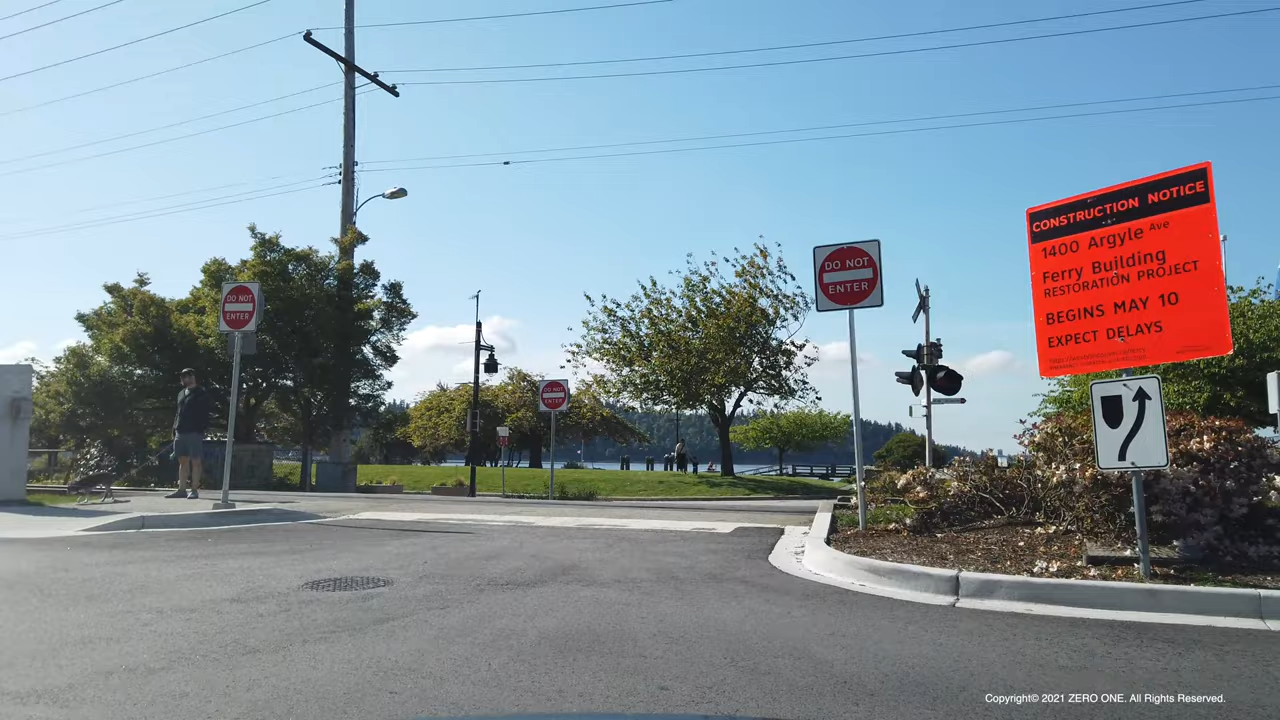 DO NOT
ENTER
DO NOT
ENTER
DO NOT
ENTER
CONSTRUCTION NOTICE
1400 Argyle Ave
Ferry Building
RESTORATION PROJECT
BEGINS MAY 10
EXPECT DELAYS
Copyright© 2021 ZERO ONE. All Rights Reserved.